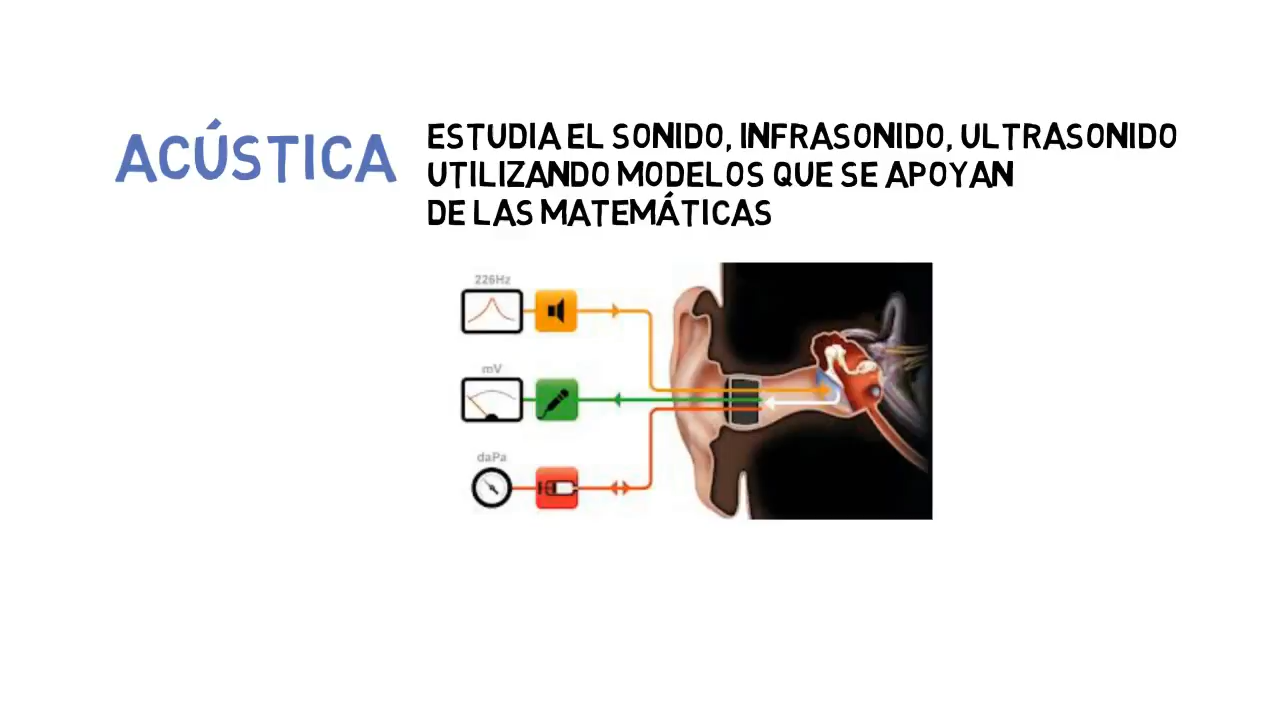 ACÚSTICA
ESTUDIA EL SONIDO, INFRASONIDO, ULTRASONIDO
UTILIZANDO MODELOS QUE SE APOYAN
DE LAS MATEMÁTICAS
226Hz
mV
daPa